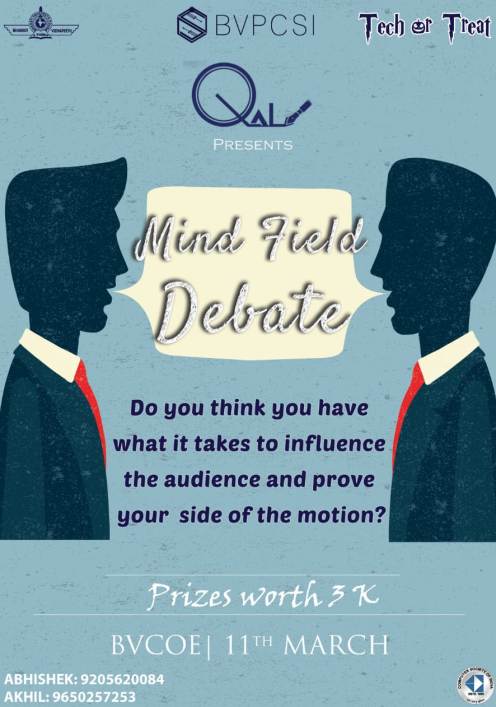 BVPCSI
Tech or Treat
QAL
PRESENTS
Mind Field
Debate
Do you think you have
what it takes to influence
the audience and prove
your side of the motion?
Prizes worth 3 K
BVCOE| 11TH MARCH
ABHISHEK: 9205620084
AKHIL: 9650257253